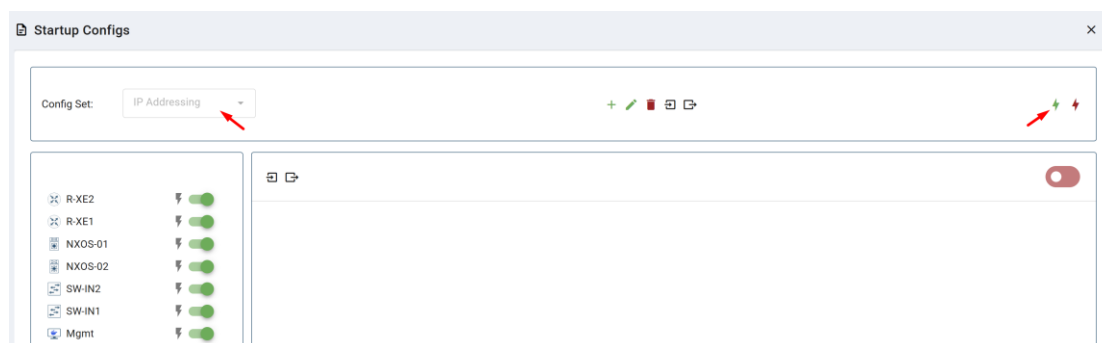 Startup Configs
Config Set: IP Addressing
R-XE2
R-XE1
NXOS-01
NXOS-02
SW-IN2
SW-IN1
Mgmt